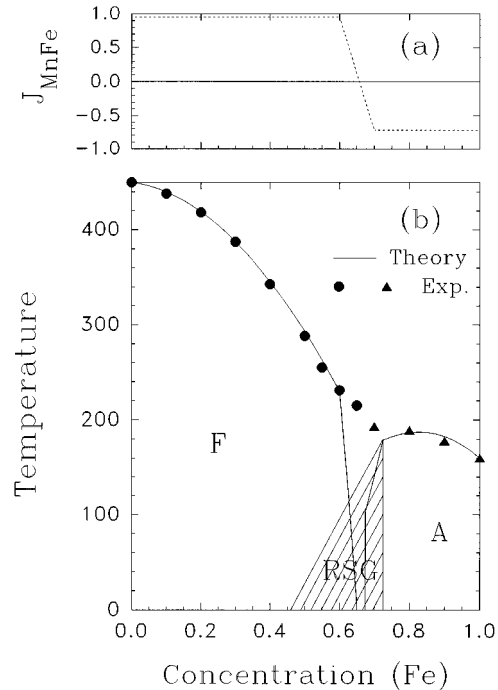 1.0
0.5
0.0
−0.5
−1.0
J_MnFe
(a)
(b)
Theory
Exp.
400
300
200
100
0
Temperature
F
RSG
A
0.0 0.2 0.4 0.6 0.8 1.0
Concentration (Fe)